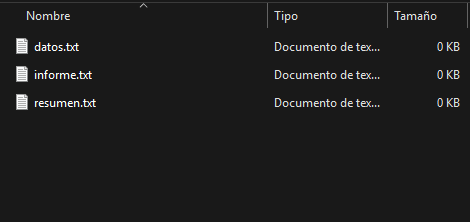 Nombre Tipo Tamaño
datos.txt Documento de tex... 0 KB
informe.txt Documento de tex... 0 KB
resumen.txt Documento de tex... 0 KB